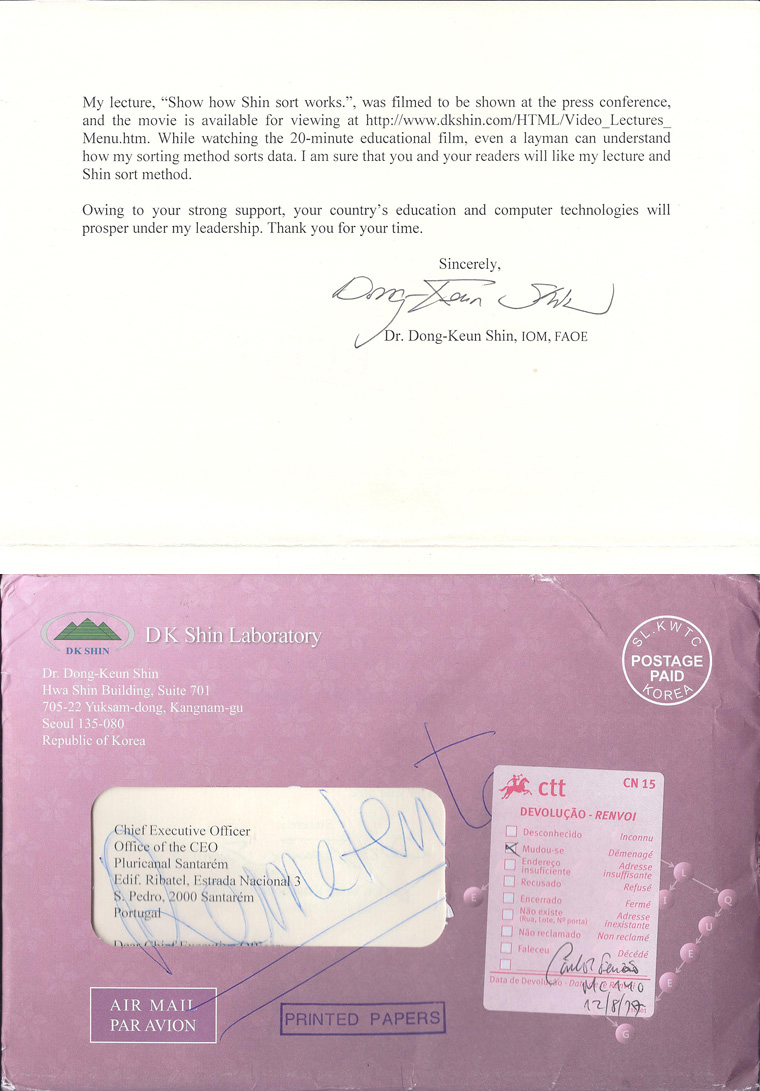 My lecture, “Show how Shin sort works.”, was filmed to be shown at the press conference,
and the movie is available for viewing at http://www.dkshin.com/HTML/Video_Lectures_
Menu.htm. While watching the 20-minute educational film, even a layman can understand
how my sorting method sorts data. I am sure that you and your readers will like my lecture and
Shin sort method.
Owing to your strong support, your country’s education and computer technologies will
prosper under my leadership. Thank you for your time.
Sincerely,
Dong-Keun Shin
Dr. Dong-Keun Shin, IOM, FAOE
DK SHIN
DK Shin Laboratory
Dr. Dong-Keun Shin
Hwa Shin Building, Suite 701
705-22 Yuksam-dong, Kangnam-gu
Seoul 135-080
Republic of Korea
SL.KWTC
POSTAGE
PAID
KOREA
Chief Executive Officer
Office of the CEO
Pluricanal Santarém
Edif. Ribatel, Estrada Nacional 3
S. Pedro, 2000 Santarém
Portugal
Dear Chief Executive
Remetente
ctt
CN 15
DEVOLUÇÃO - RENVOI
Desconhecido Inconnu
Mudou-se Démenagé
Endereço insuficiente Adresse insuffisante
Recusado Refusé
Encerrado Fermé
Não existe (Rua, Lote, Nº porta) Adresse inexistante
Não reclamado Non reclamé
Faleceu Décédé
Data de Devolução
12/8/
L
Q
I
U
E
E
E
G
AIR MAIL
PAR AVION
PRINTED PAPERS